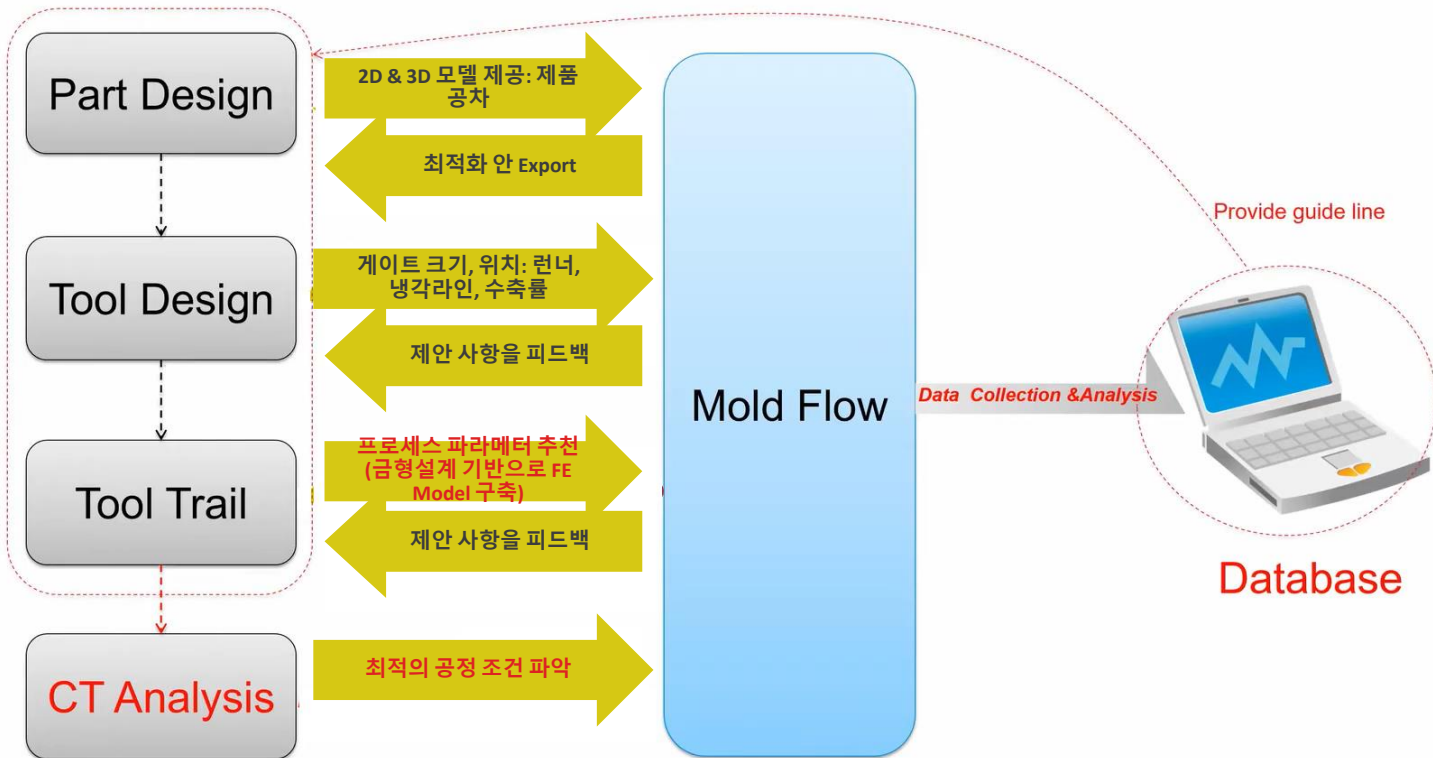 Part Design
2D & 3D 모델 제공: 제품
공차
최적화 안 Export
Provide guide line
Tool Design
게이트 크기, 위치: 런너,
냉각라인, 수축률
제안 사항을 피드백
Mold Flow
Data Collection &Analysis
Tool Trail
프로세스 파라메터 추천
(금형설계 기반으로 FE
Model 구축)
제안 사항을 피드백
Database
CT Analysis
최적의 공정 조건 파악